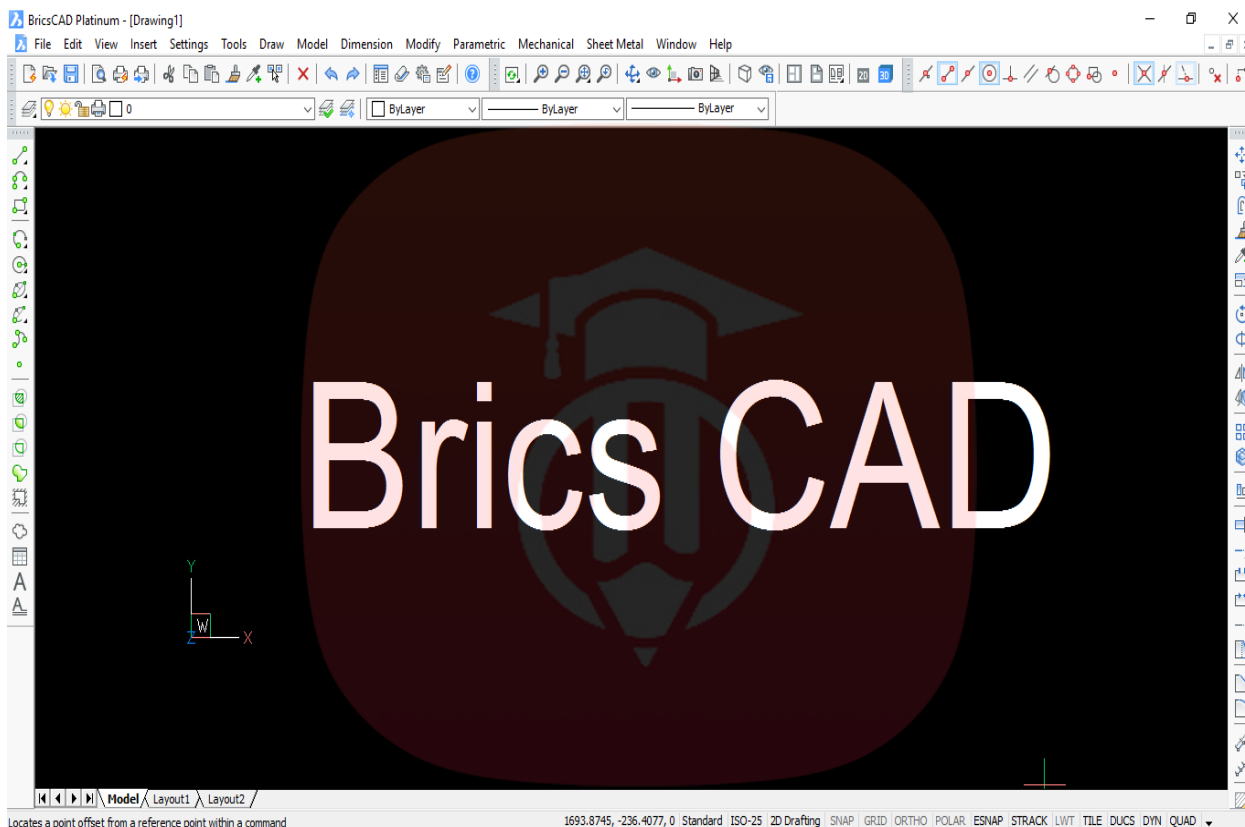 BricsCAD Platinum - [Drawing1]
File Edit View Insert Settings Tools Draw Model Dimension Modify Parametric Mechanical Sheet Metal Window Help
20 3D
0 ByLayer ByLayer ByLayer
Brics CAD
Y
W
Z X
A
A
Model Layout1 Layout2
Locates a point offset from a reference point within a command 1693.8745, -236.4077, 0 Standard ISO-25 2D Drafting SNAP GRID ORTHO POLAR ESNAP STRACK LWT TILE DUCS DYN QUAD